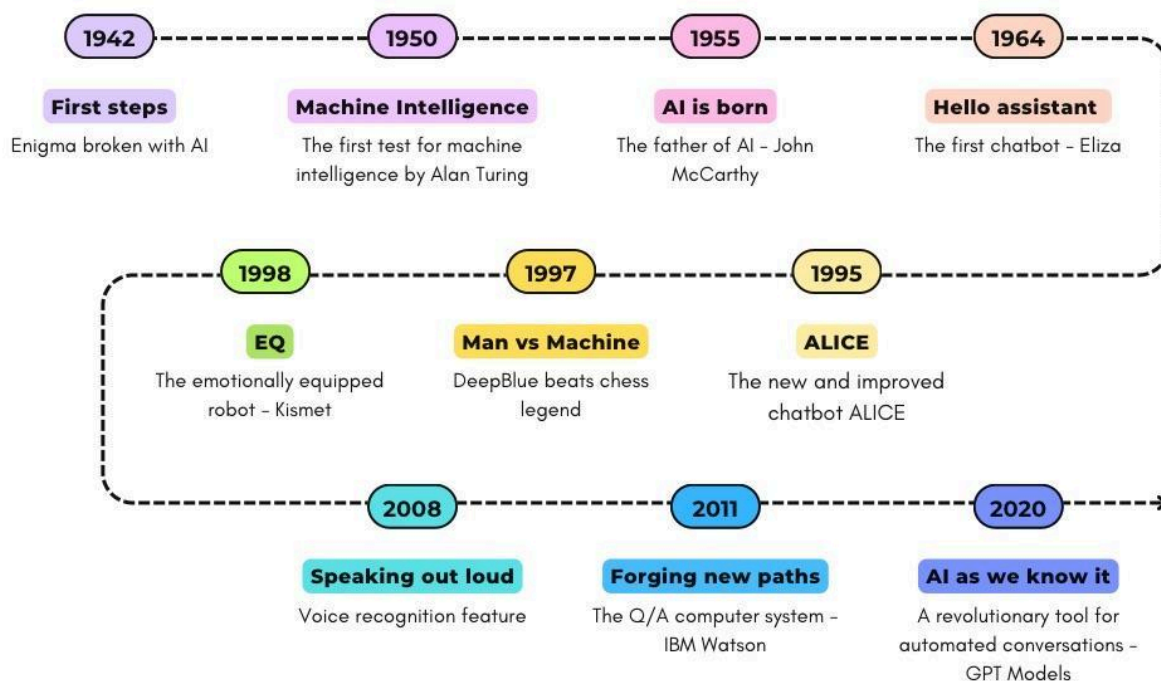 1942
1950
1955
1964
First steps
Enigma broken with AI
Machine Intelligence
The first test for machine
intelligence by Alan Turing
AI is born
The father of AI - John
McCarthy
Hello assistant
The first chatbot - Eliza
1995
1997
1998
ALICE
The new and improved
chatbot ALICE
Man vs Machine
DeepBlue beats chess
legend
EQ
The emotionally equipped
robot - Kismet
2008
2011
2020
Speaking out loud
Voice recognition feature
Forging new paths
The Q/A computer system -
IBM Watson
AI as we know it
A revolutionary tool for
automated conversations -
GPT Models